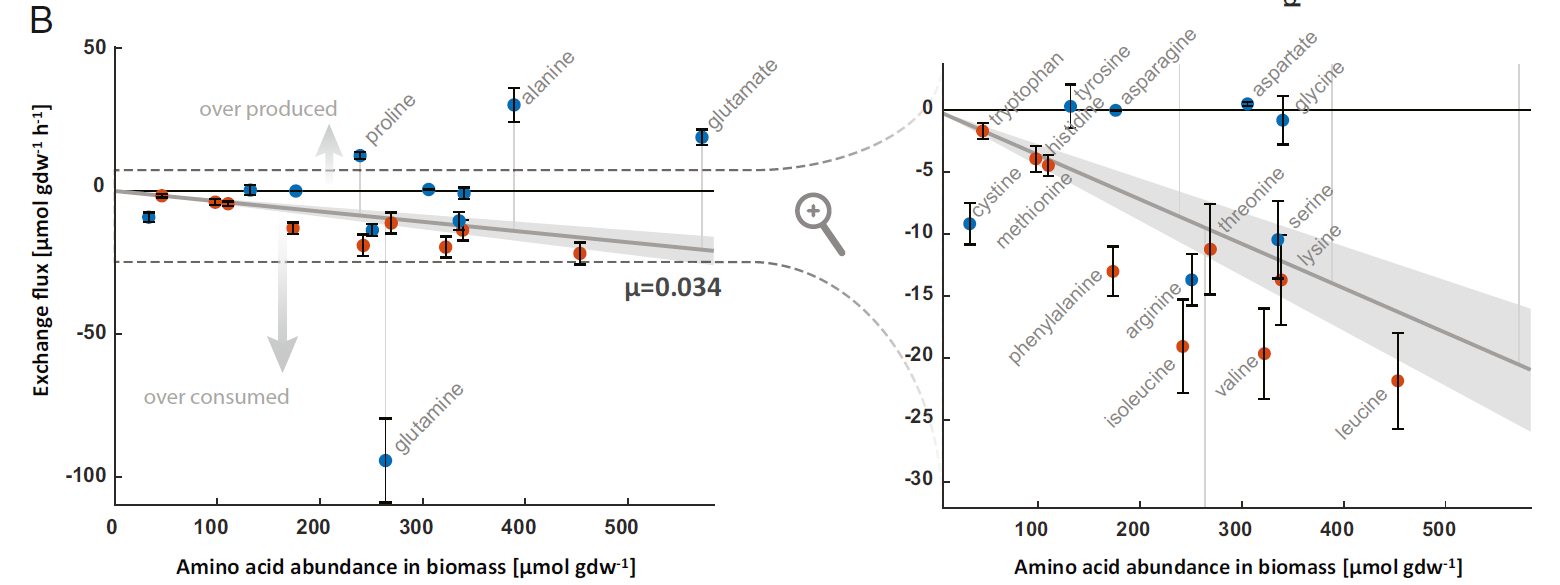 B
50
0
-50
-100
Exchange flux [µmol gdw-1 h-1]
over produced
over consumed
proline
alanine
glutamate
glutamine
µ=0.034
0 100 200 300 400 500
Amino acid abundance in biomass [µmol gdw-1]
0
-5
-10
-15
-20
-25
-30
tryptophan
tyrosine
histidine
asparagine
aspartate
glycine
cystine
methionine
threonine
serine
lysine
phenylalanine
arginine
isoleucine
valine
leucine
100 200 300 400 500
Amino acid abundance in biomass [µmol gdw-1]